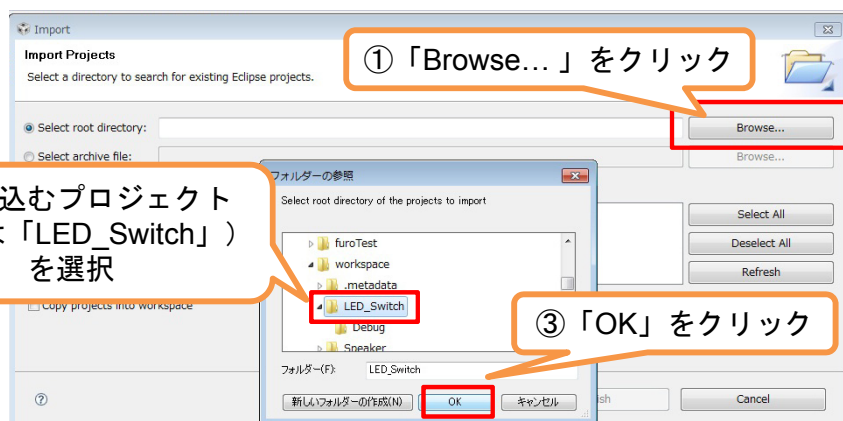 Import
Import Projects
Select a directory to search for existing Eclipse projects.
①「Browse… 」をクリック
Select root directory:
Browse...
Select archive file:
Browse...
込むプロジェクト
「LED_Switch」）
を選択
フォルダーの参照
Select root directory of the projects to import
furoTest
workspace
.metadata
LED_Switch
Debug
Speaker
Select All
Deselect All
Refresh
Copy projects into workspace
③「OK」をクリック
フォルダー(F):
LED_Switch
新しいフォルダーの作成(N)
OK
キャンセル
ish
Cancel